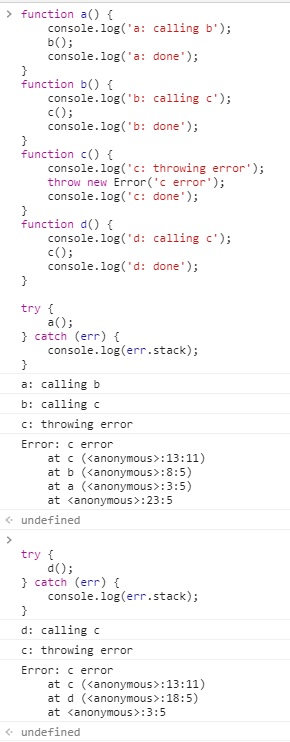 > function a() {
    console.log('a: calling b');
    b();
    console.log('a: done');
}
function b() {
    console.log('b: calling c');
    c();
    console.log('b: done');
}
function c() {
    console.log('c: throwing error');
    throw new Error('c error');
    console.log('c: done');
}
function d() {
    console.log('d: calling c');
    c();
    console.log('d: done');
}

try {
    a();
} catch (err) {
    console.log(err.stack);
}
a: calling b
b: calling c
c: throwing error
Error: c error
    at c (<anonymous>:13:11)
    at b (<anonymous>:8:5)
    at a (<anonymous>:3:5)
    at <anonymous>:23:5
< undefined
>
try {
    d();
} catch (err) {
    console.log(err.stack);
}
d: calling c
c: throwing error
Error: c error
    at c (<anonymous>:13:11)
    at d (<anonymous>:18:5)
    at <anonymous>:3:5
< undefined